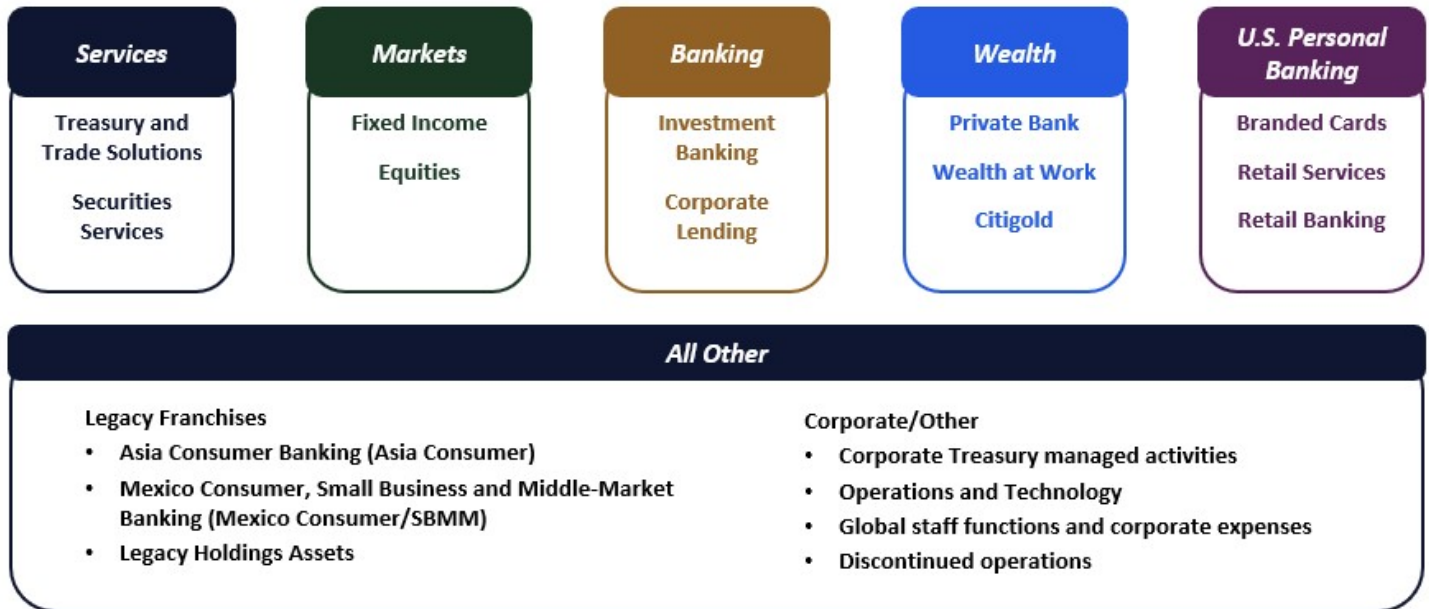 Services
Treasury and
Trade Solutions
Securities
Services
Markets
Fixed Income
Equities
Banking
Investment
Banking
Corporate
Lending
Wealth
Private Bank
Wealth at Work
Citigold
U.S. Personal
Banking
Branded Cards
Retail Services
Retail Banking
All Other
Legacy Franchises
• Asia Consumer Banking (Asia Consumer)
• Mexico Consumer, Small Business and Middle-Market
Banking (Mexico Consumer/SBMM)
• Legacy Holdings Assets
Corporate/Other
• Corporate Treasury managed activities
• Operations and Technology
• Global staff functions and corporate expenses
• Discontinued operations